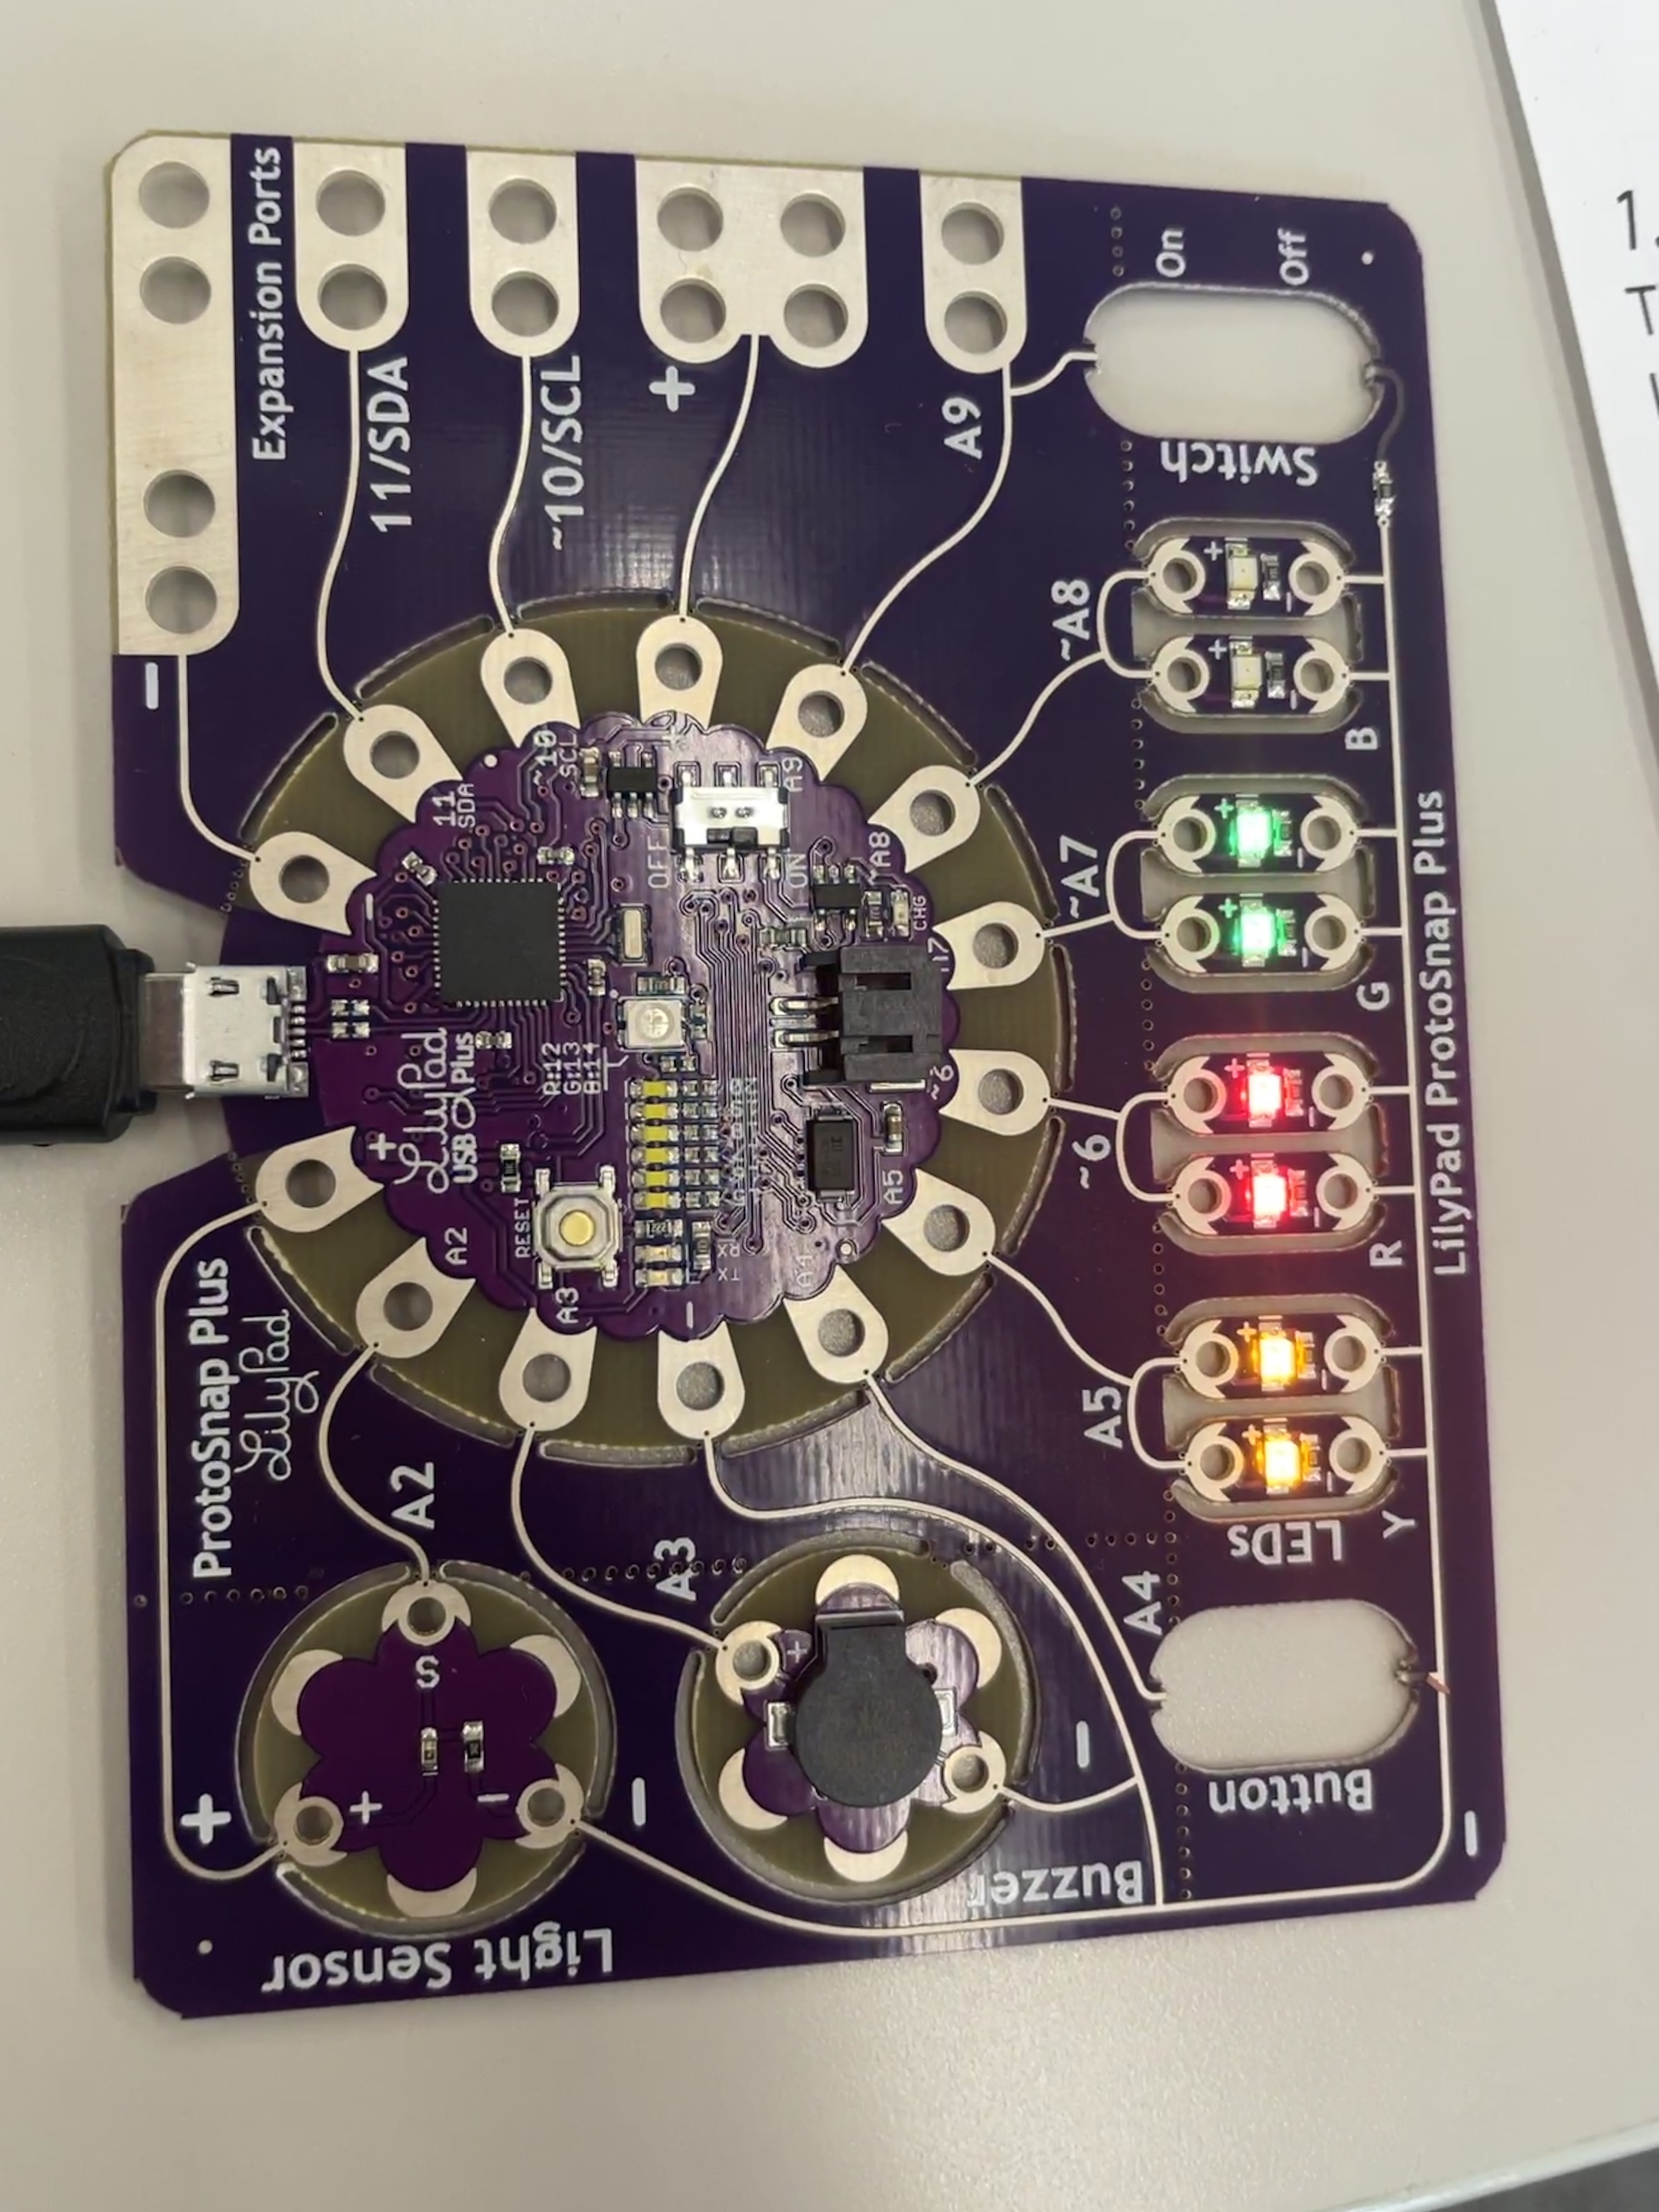 Expansion Ports
11/SDA
~10/SCL
+
A9
On
Off
Switch
−
~A8
B
~A7
G
~6
R
A5
Y
LEDs
LilyPad ProtoSnap Plus
11
SDA
~10
SCL
A9
OFF
ON
A8
CHG
~6
A5
−
+
LilyPad
USB Plus
R:12
G:13
B:14
RESET
A2
A3
−
TX
RX
ProtoSnap Plus
LilyPad
A2
A3
A4
S
+
−
+
−
Light Sensor
+
Buzzer
−
Button
−
1.
T